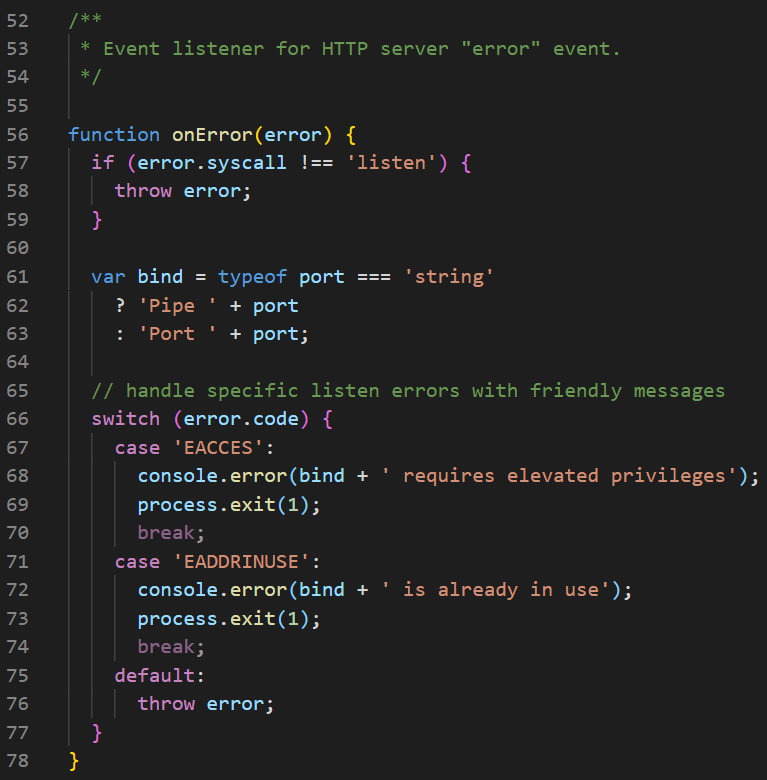 52 /**
53  * Event listener for HTTP server "error" event.
54  */
55
56 function onError(error) {
57   if (error.syscall !== 'listen') {
58     throw error;
59   }
60
61   var bind = typeof port === 'string'
62     ? 'Pipe ' + port
63     : 'Port ' + port;
64
65   // handle specific listen errors with friendly messages
66   switch (error.code) {
67     case 'EACCES':
68       console.error(bind + ' requires elevated privileges');
69       process.exit(1);
70       break;
71     case 'EADDRINUSE':
72       console.error(bind + ' is already in use');
73       process.exit(1);
74       break;
75     default:
76       throw error;
77   }
78 }